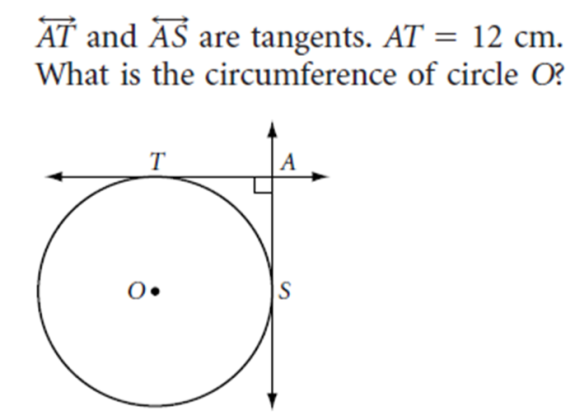 AT and AS are tangents. AT = 12 cm.
What is the circumference of circle O?
T
A
O
S